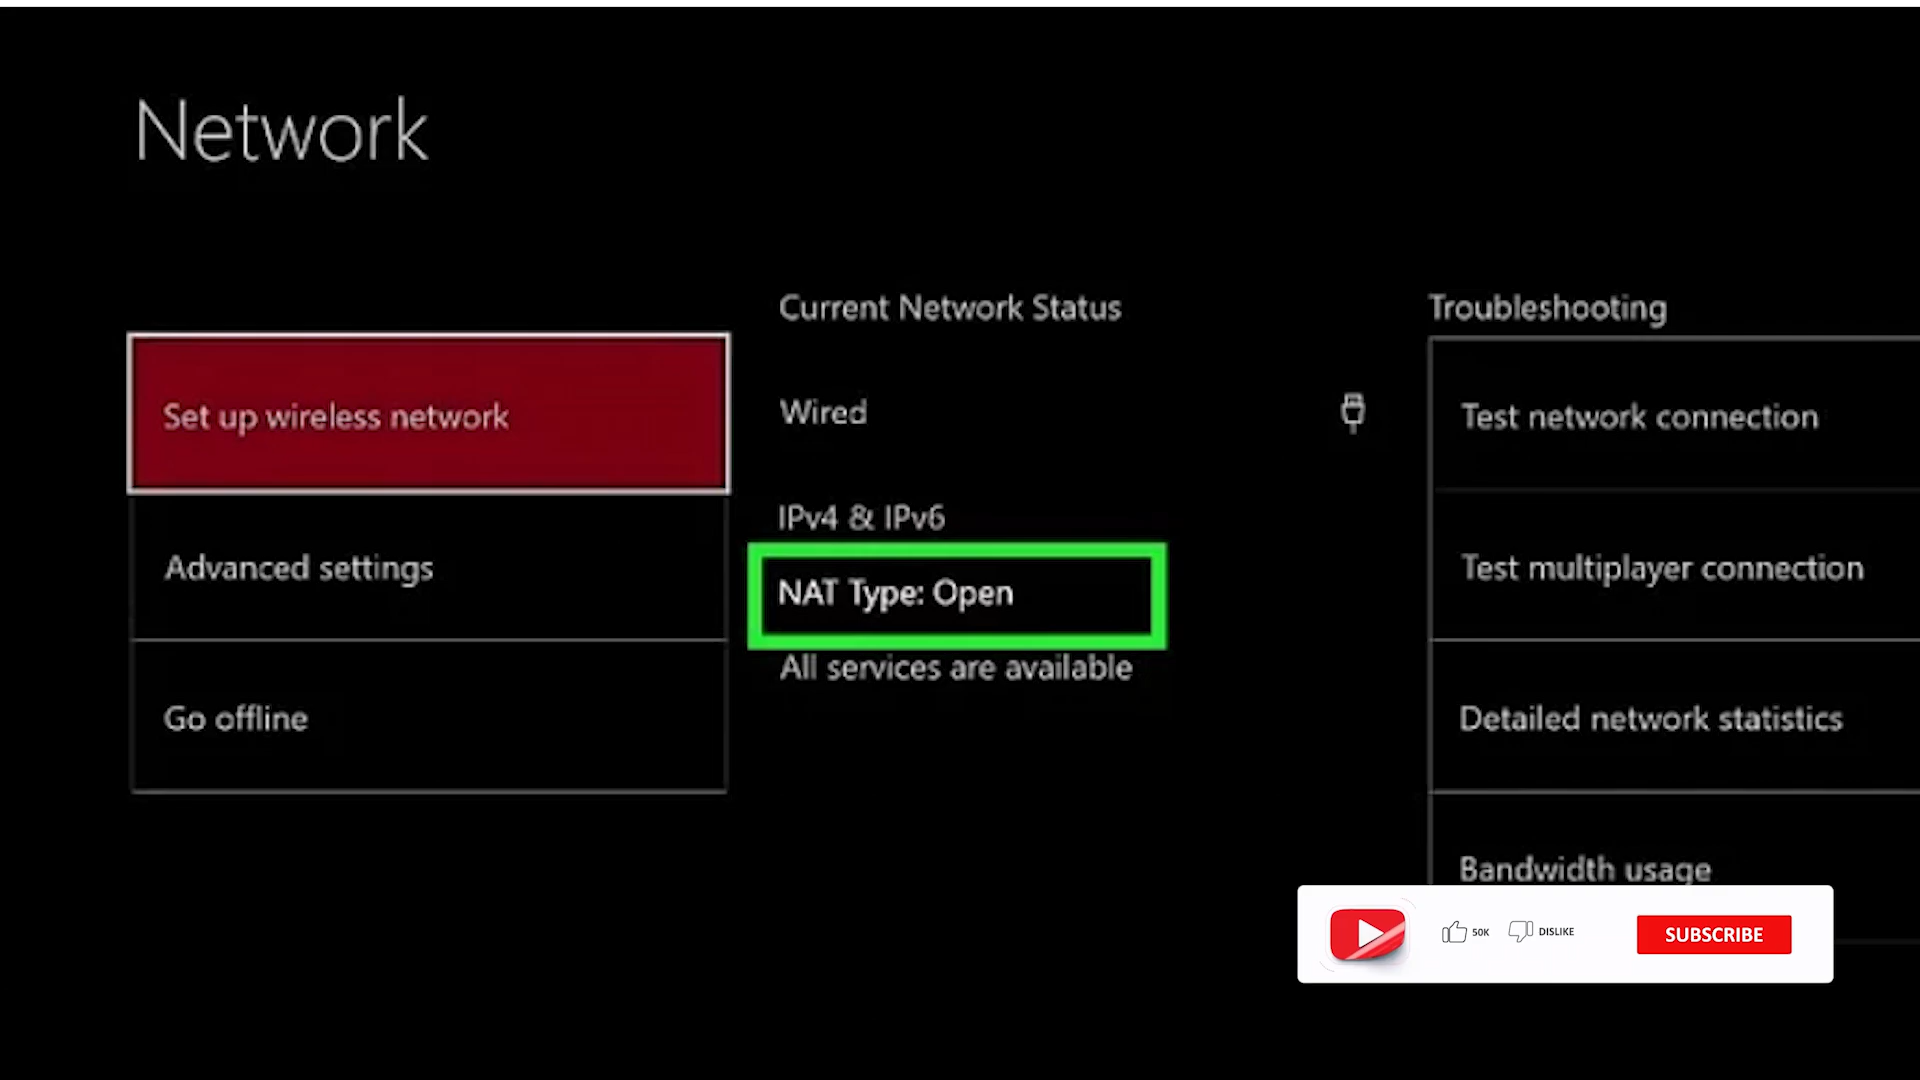 Network
Set up wireless network
Advanced settings
Go offline
Current Network Status
Wired
IPv4 & IPv6
NAT Type: Open
All services are available
Troubleshooting
Test network connection
Test multiplayer connection
Detailed network statistics
Bandwidth usage
50K DISLIKE SUBSCRIBE